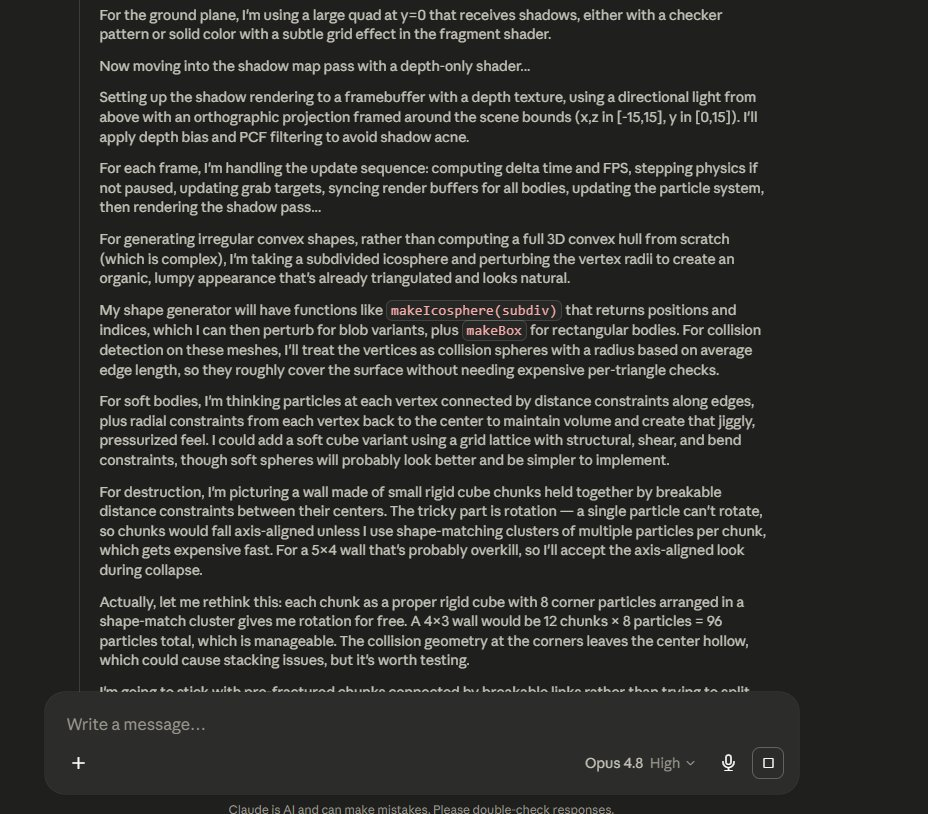 For the ground plane, I'm using a large quad at y=0 that receives shadows, either with a checker
pattern or solid color with a subtle grid effect in the fragment shader.
Now moving into the shadow map pass with a depth-only shader...
Setting up the shadow rendering to a framebuffer with a depth texture, using a directional light from
above with an orthographic projection framed around the scene bounds (x,z in [-15,15], y in [0,15]). I'll
apply depth bias and PCF filtering to avoid shadow acne.
For each frame, I'm handling the update sequence: computing delta time and FPS, stepping physics if
not paused, updating grab targets, syncing render buffers for all bodies, updating the particle system,
then rendering the shadow pass...
For generating irregular convex shapes, rather than computing a full 3D convex hull from scratch
(which is complex), I'm taking a subdivided icosphere and perturbing the vertex radii to create an
organic, lumpy appearance that's already triangulated and looks natural.
My shape generator will have functions like makeIcosphere(subdiv) that returns positions and
indices, which I can then perturb for blob variants, plus makeBox for rectangular bodies. For collision
detection on these meshes, I'll treat the vertices as collision spheres with a radius based on average
edge length, so they roughly cover the surface without needing expensive per-triangle checks.
For soft bodies, I'm thinking particles at each vertex connected by distance constraints along edges,
plus radial constraints from each vertex back to the center to maintain volume and create that jiggly,
pressurized feel. I could add a soft cube variant using a grid lattice with structural, shear, and bend
constraints, though soft spheres will probably look better and be simpler to implement.
For destruction, I'm picturing a wall made of small rigid cube chunks held together by breakable
distance constraints between their centers. The tricky part is rotation — a single particle can't rotate,
so chunks would fall axis-aligned unless I use shape-matching clusters of multiple particles per chunk,
which gets expensive fast. For a 5×4 wall that's probably overkill, so I'll accept the axis-aligned look
during collapse.
Actually, let me rethink this: each chunk as a proper rigid cube with 8 corner particles arranged in a
shape-match cluster gives me rotation for free. A 4×3 wall would be 12 chunks × 8 particles = 96
particles total, which is manageable. The collision geometry at the corners leaves the center hollow,
which could cause stacking issues, but it's worth testing.
I'm going to stick with pre-fractured chunks connected by breakable links rather than trying to split
Write a message...
Opus 4.8 High
Claude is AI and can make mistakes. Please double-check responses.